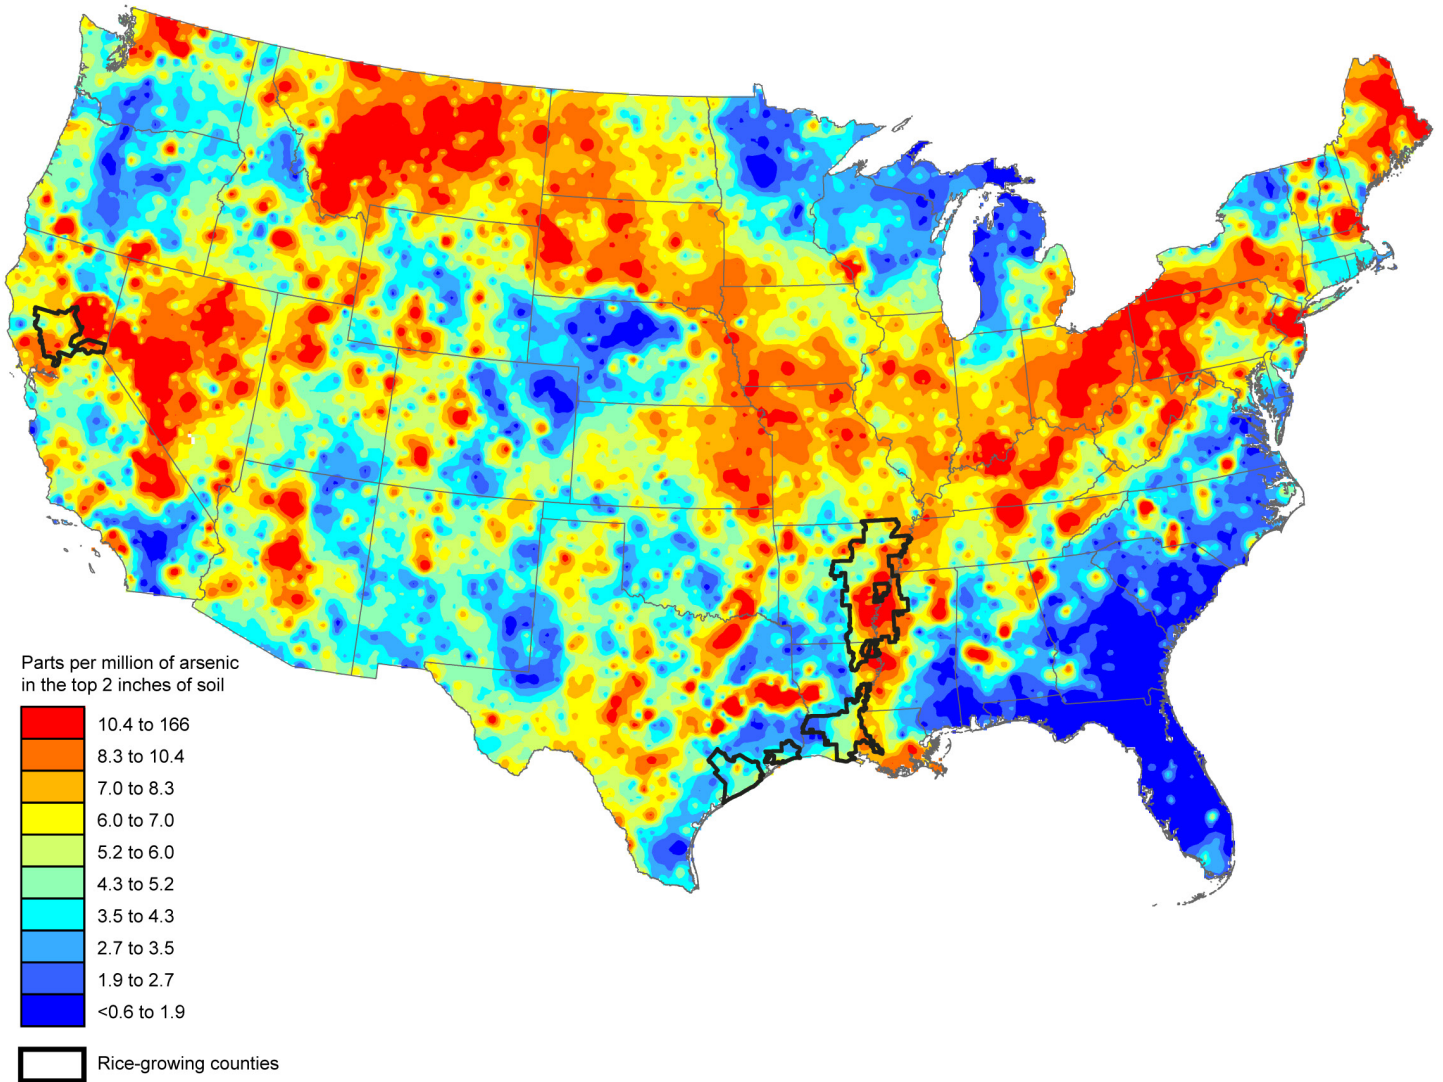 Parts per million of arsenic
in the top 2 inches of soil
10.4 to 166
8.3 to 10.4
7.0 to 8.3
6.0 to 7.0
5.2 to 6.0
4.3 to 5.2
3.5 to 4.3
2.7 to 3.5
1.9 to 2.7
<0.6 to 1.9
Rice-growing counties